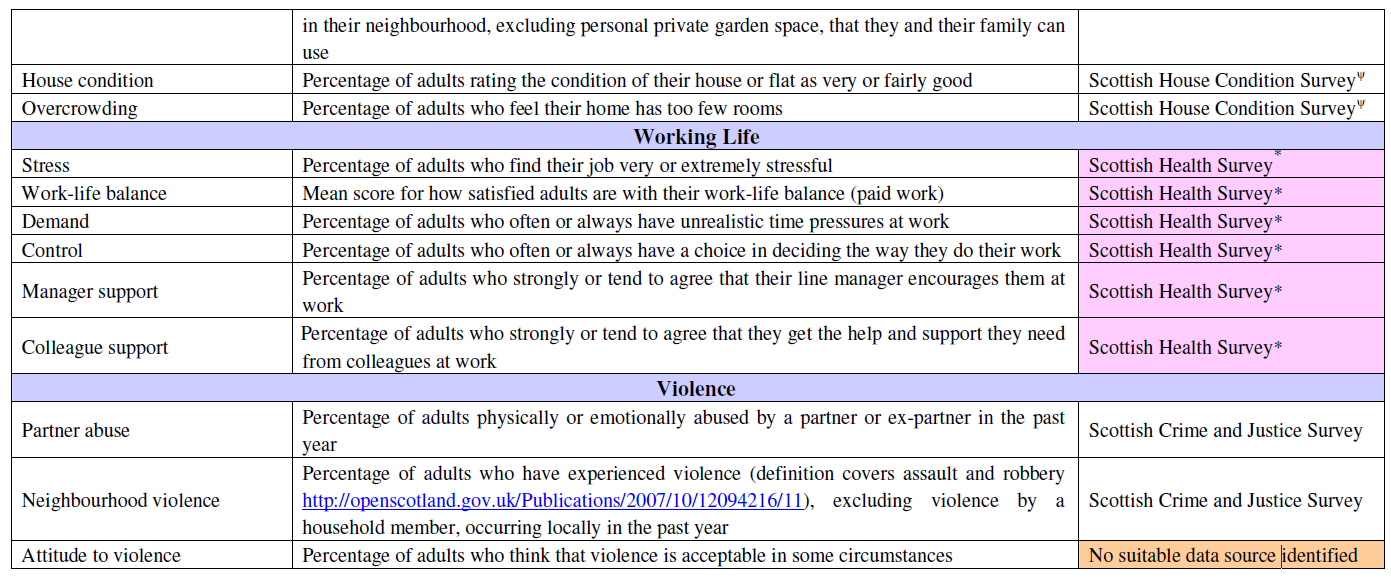 in their neighbourhood, excluding personal private garden space, that they and their family can
use
House condition
Percentage of adults rating the condition of their house or flat as very or fairly good
Scottish House Condition Surveyᴪ
Overcrowding
Percentage of adults who feel their home has too few rooms
Scottish House Condition Surveyᴪ
Working Life
Stress
Percentage of adults who find their job very or extremely stressful
Scottish Health Survey*
Work-life balance
Mean score for how satisfied adults are with their work-life balance (paid work)
Scottish Health Survey*
Demand
Percentage of adults who often or always have unrealistic time pressures at work
Scottish Health Survey*
Control
Percentage of adults who often or always have a choice in deciding the way they do their work
Scottish Health Survey*
Manager support
Percentage of adults who strongly or tend to agree that their line manager encourages them at
work
Scottish Health Survey*
Colleague support
Percentage of adults who strongly or tend to agree that they get the help and support they need
from colleagues at work
Scottish Health Survey*
Violence
Partner abuse
Percentage of adults physically or emotionally abused by a partner or ex-partner in the past
year
Scottish Crime and Justice Survey
Neighbourhood violence
Percentage of adults who have experienced violence (definition covers assault and robbery
http://openscotland.gov.uk/Publications/2007/10/12094216/11), excluding violence by a
household member, occurring locally in the past year
Scottish Crime and Justice Survey
Attitude to violence
Percentage of adults who think that violence is acceptable in some circumstances
No suitable data source identified